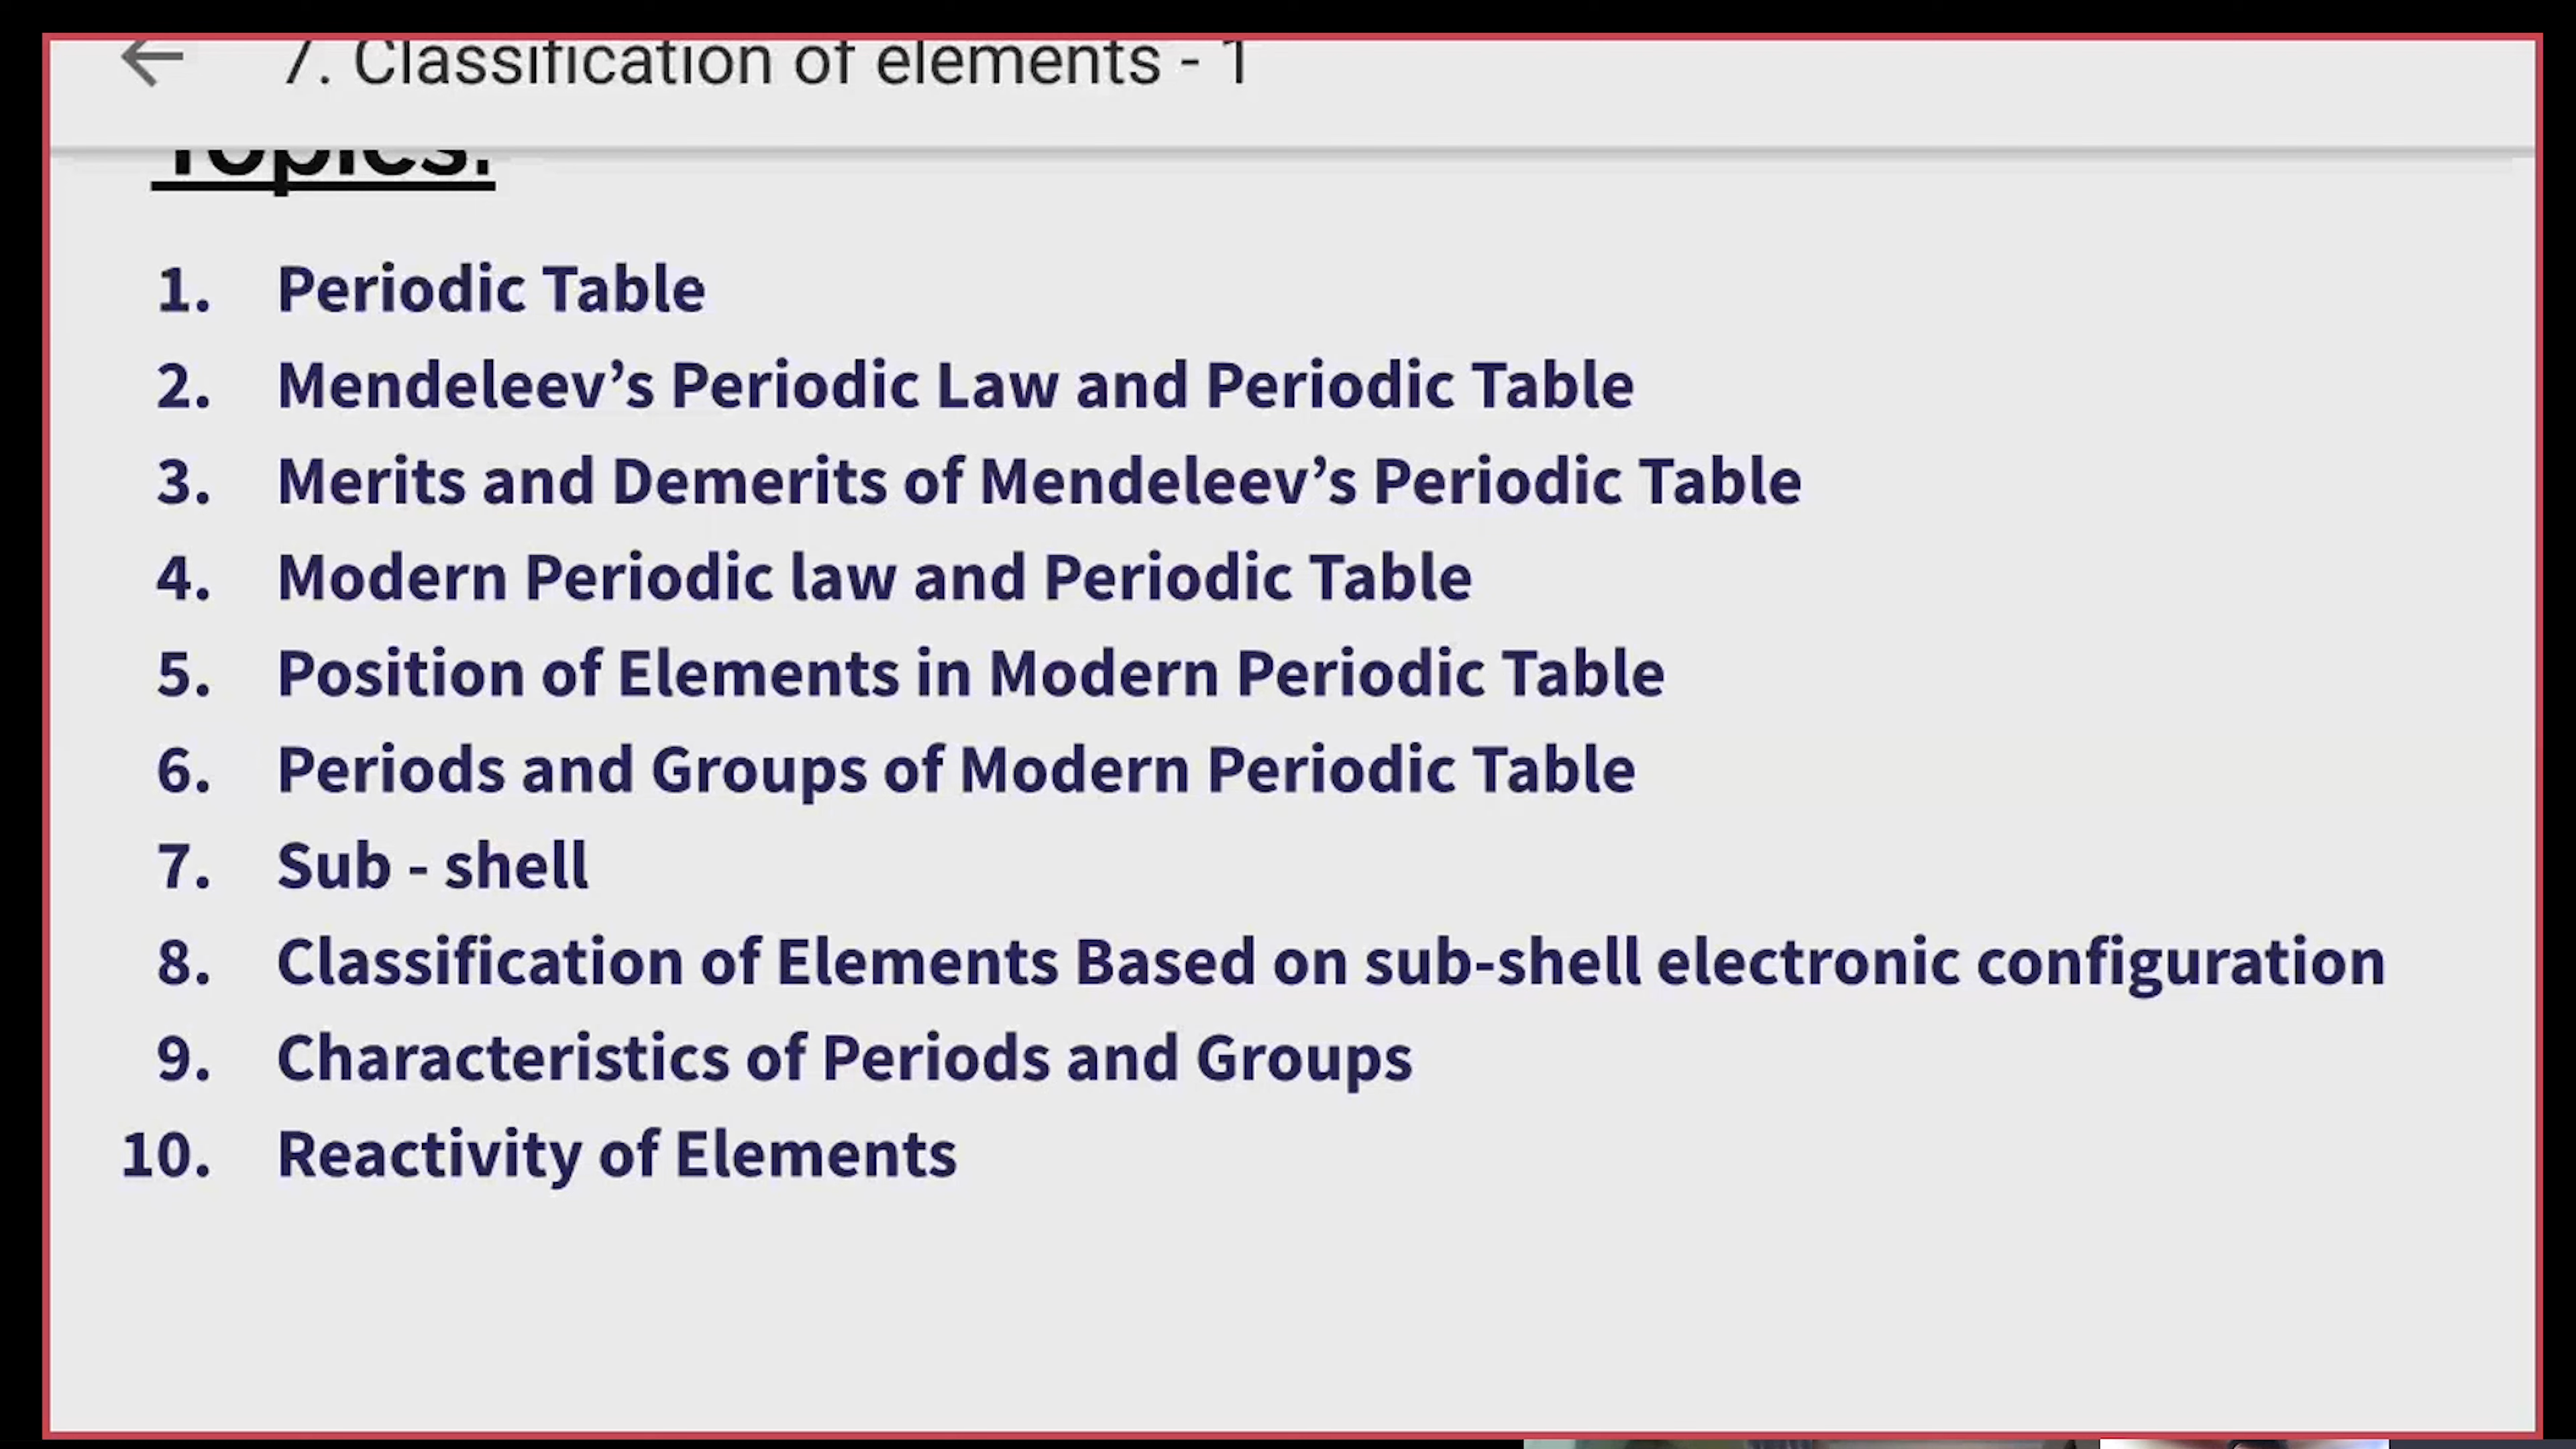 7. Classification of elements - 1
Topics:
1. Periodic Table
2. Mendeleev’s Periodic Law and Periodic Table
3. Merits and Demerits of Mendeleev’s Periodic Table
4. Modern Periodic law and Periodic Table
5. Position of Elements in Modern Periodic Table
6. Periods and Groups of Modern Periodic Table
7. Sub - shell
8. Classification of Elements Based on sub-shell electronic configuration
9. Characteristics of Periods and Groups
10. Reactivity of Elements